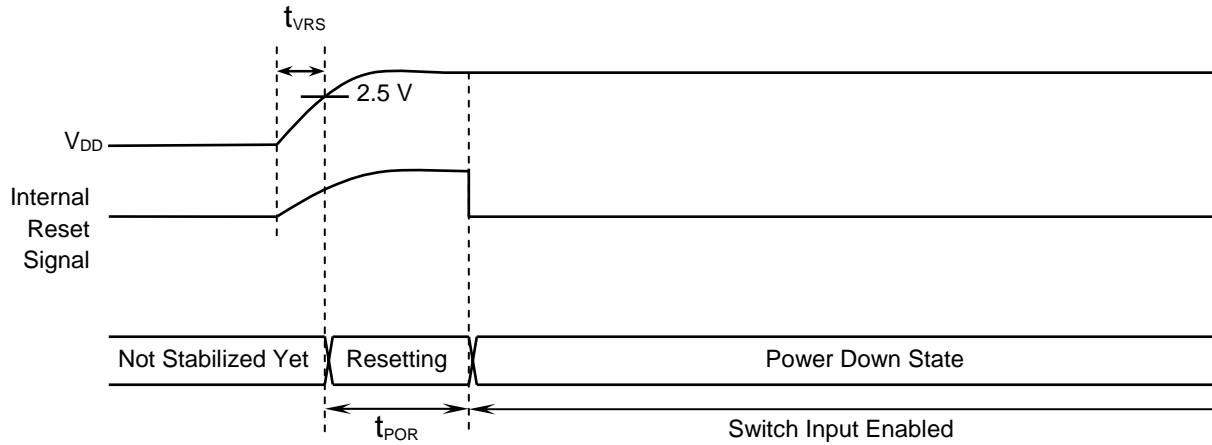 tVRS
2.5 V
VDD
Internal
Reset
Signal
Not Stabilized Yet
Resetting
Power Down State
tPOR
Switch Input Enabled